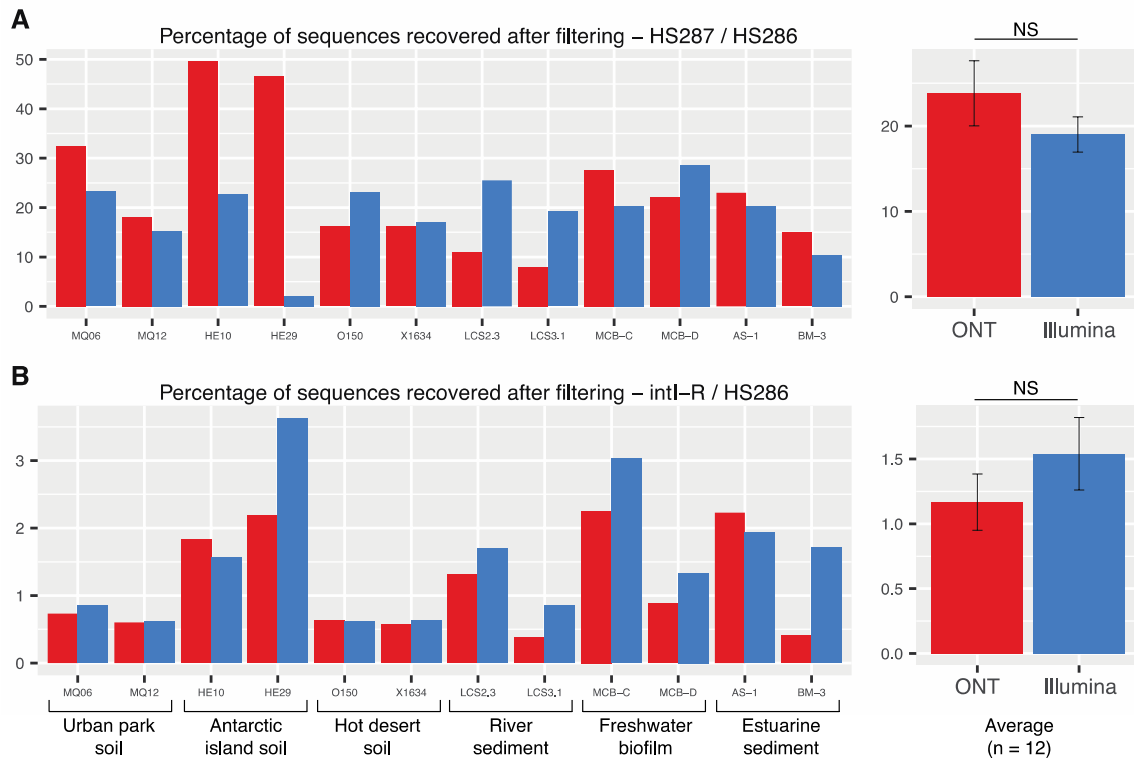 A
Percentage of sequences recovered after filtering – HS287 / HS286
NS
50
40
30
20
10
0
MQ06 MQ12 HE10 HE29 O150 X1634 LCS2.3 LCS3.1 MCB–C MCB–D AS–1 BM–3
20
10
0
ONT Illumina
B
Percentage of sequences recovered after filtering – intI–R / HS286
NS
3
2
1
0
MQ06 MQ12 HE10 HE29 O150 X1634 LCS2.3 LCS3.1 MCB–C MCB–D AS–1 BM–3
1.5
1.0
0.5
0.0
ONT Illumina
Urban park
soil
Antarctic
island soil
Hot desert
soil
River
sediment
Freshwater
biofilm
Estuarine
sediment
Average
(n = 12)